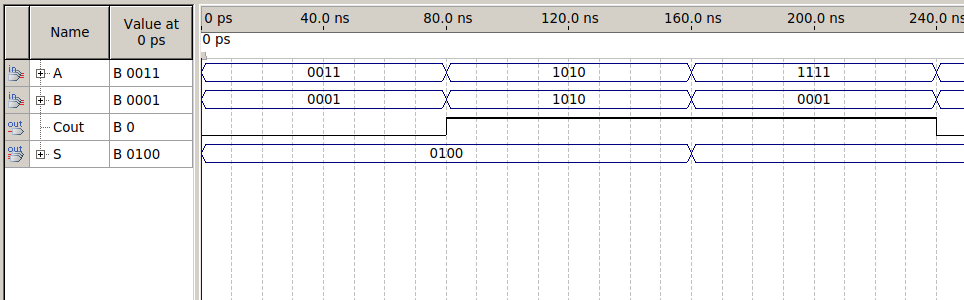 Name Value at 0 ps 0 ps 40.0 ns 80.0 ns 120.0 ns 160.0 ns 200.0 ns 240.0 ns
0 ps
in A B 0011 0011 1010 1111
in B B 0001 0001 1010 0001
out Cout B 0
out S B 0100 0100